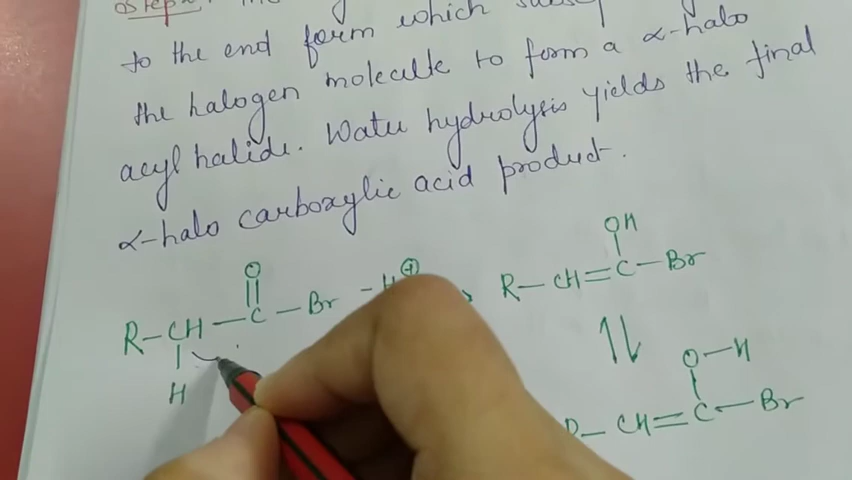 to the end form which
the halogen molecule to form a α-halo
acyl halide. Water hydrolysis yields the final
α-halo carboxylic acid product.
OH
R-CH=C-Br
O
||
R-CH-C-Br -H⊕
|
H
O-H
CH=C-Br